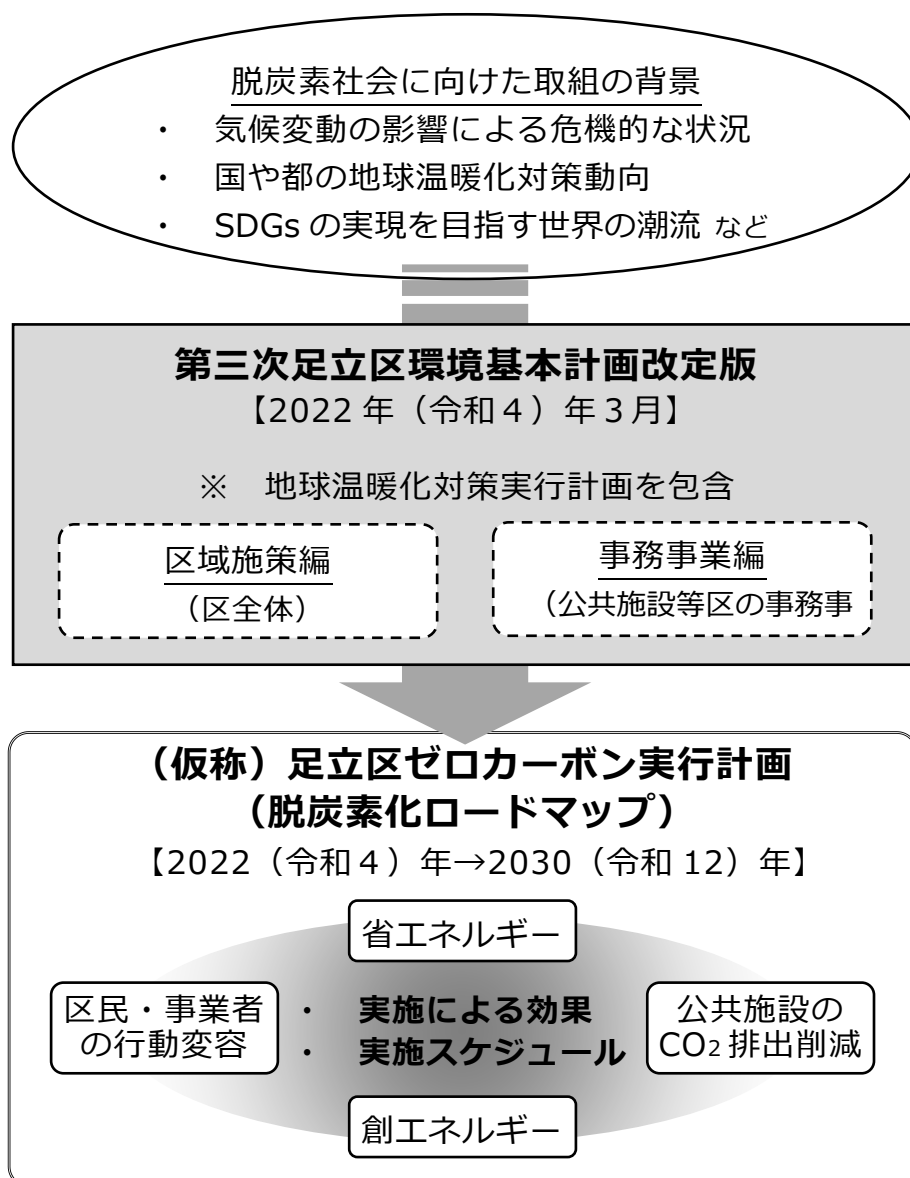 脱炭素社会に向けた取組の背景
・ 気候変動の影響による危機的な状況
・ 国や都の地球温暖化対策動向
・ SDGs の実現を目指す世界の潮流 など
第三次足立区環境基本計画改定版
【2022 年（令和４）年３月】
※ 地球温暖化対策実行計画を包含
区域施策編
（区全体）
事務事業編
（公共施設等区の事務事
（仮称）足立区ゼロカーボン実行計画
（脱炭素化ロードマップ）
【2022（令和４）年→2030（令和 12）年】
省エネルギー
区民・事業者
の行動変容
・ 実施による効果
・ 実施スケジュール
公共施設の
CO2 排出削減
創エネルギー